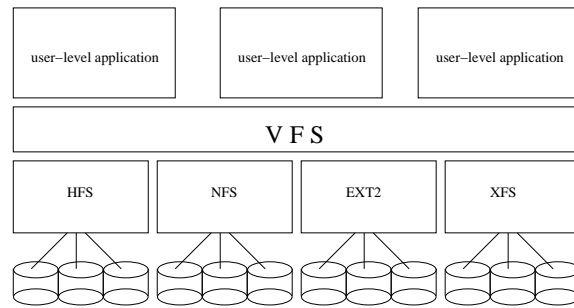 user–level application
user–level application
user–level application
V F S
HFS
NFS
EXT2
XFS